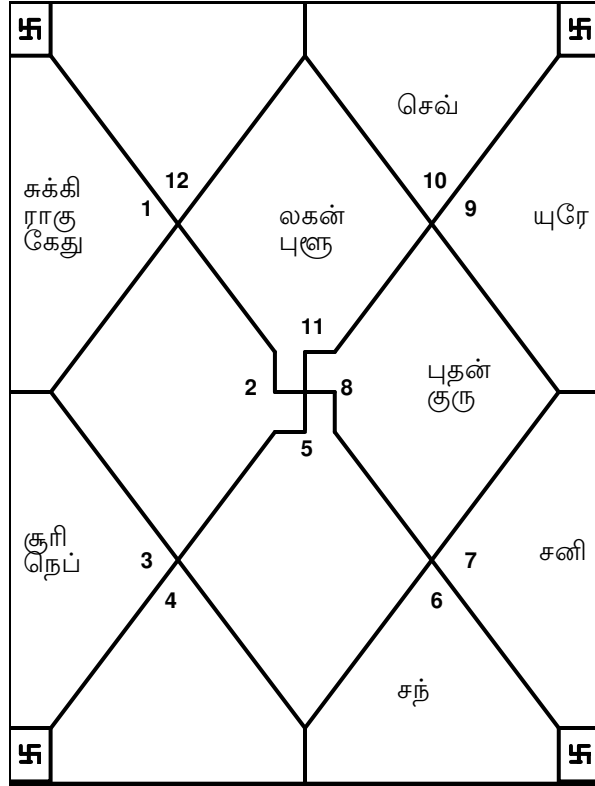 செவ்
12
10
சுக்கி
ராகு
கேது
1
லகன்
புளூ
9
யுரே
11
2
8
புதன்
குரு
5
சூரி
நெப்
3
7
சனி
4
6
சந்